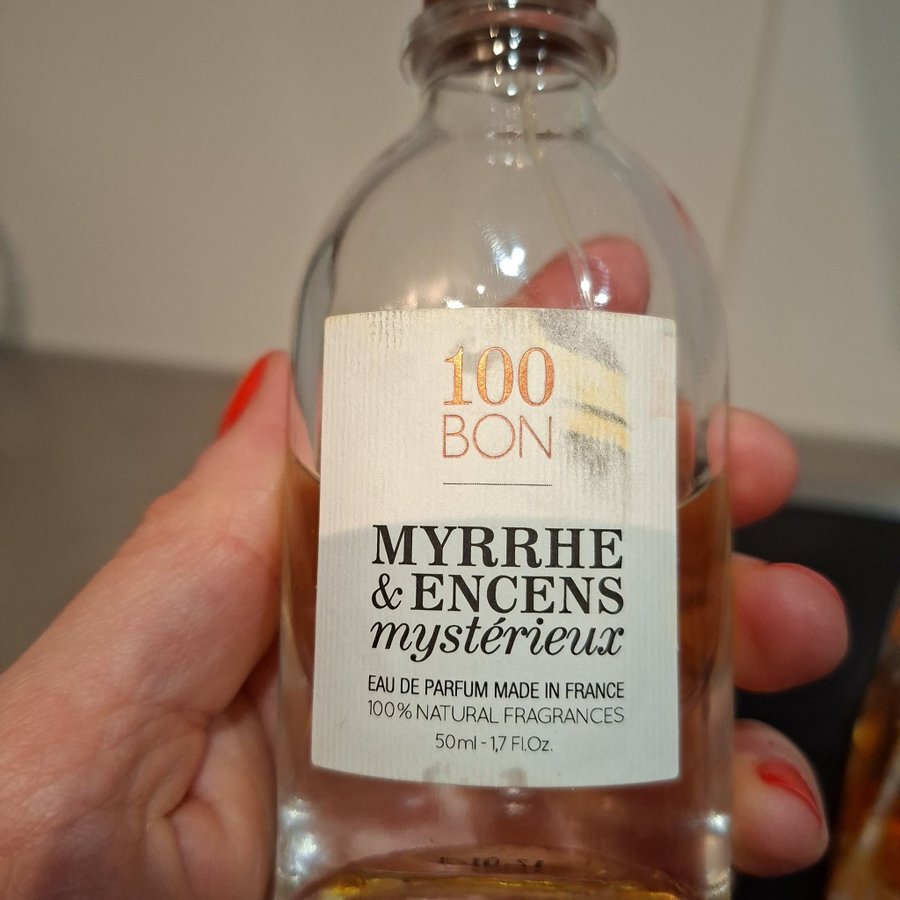 100
BON
MYRRHE
& ENCENS
mystérieux
EAU DE PARFUM MADE IN FRANCE
100% NATURAL FRAGRANCES
50ml - 1,7 Fl.Oz.